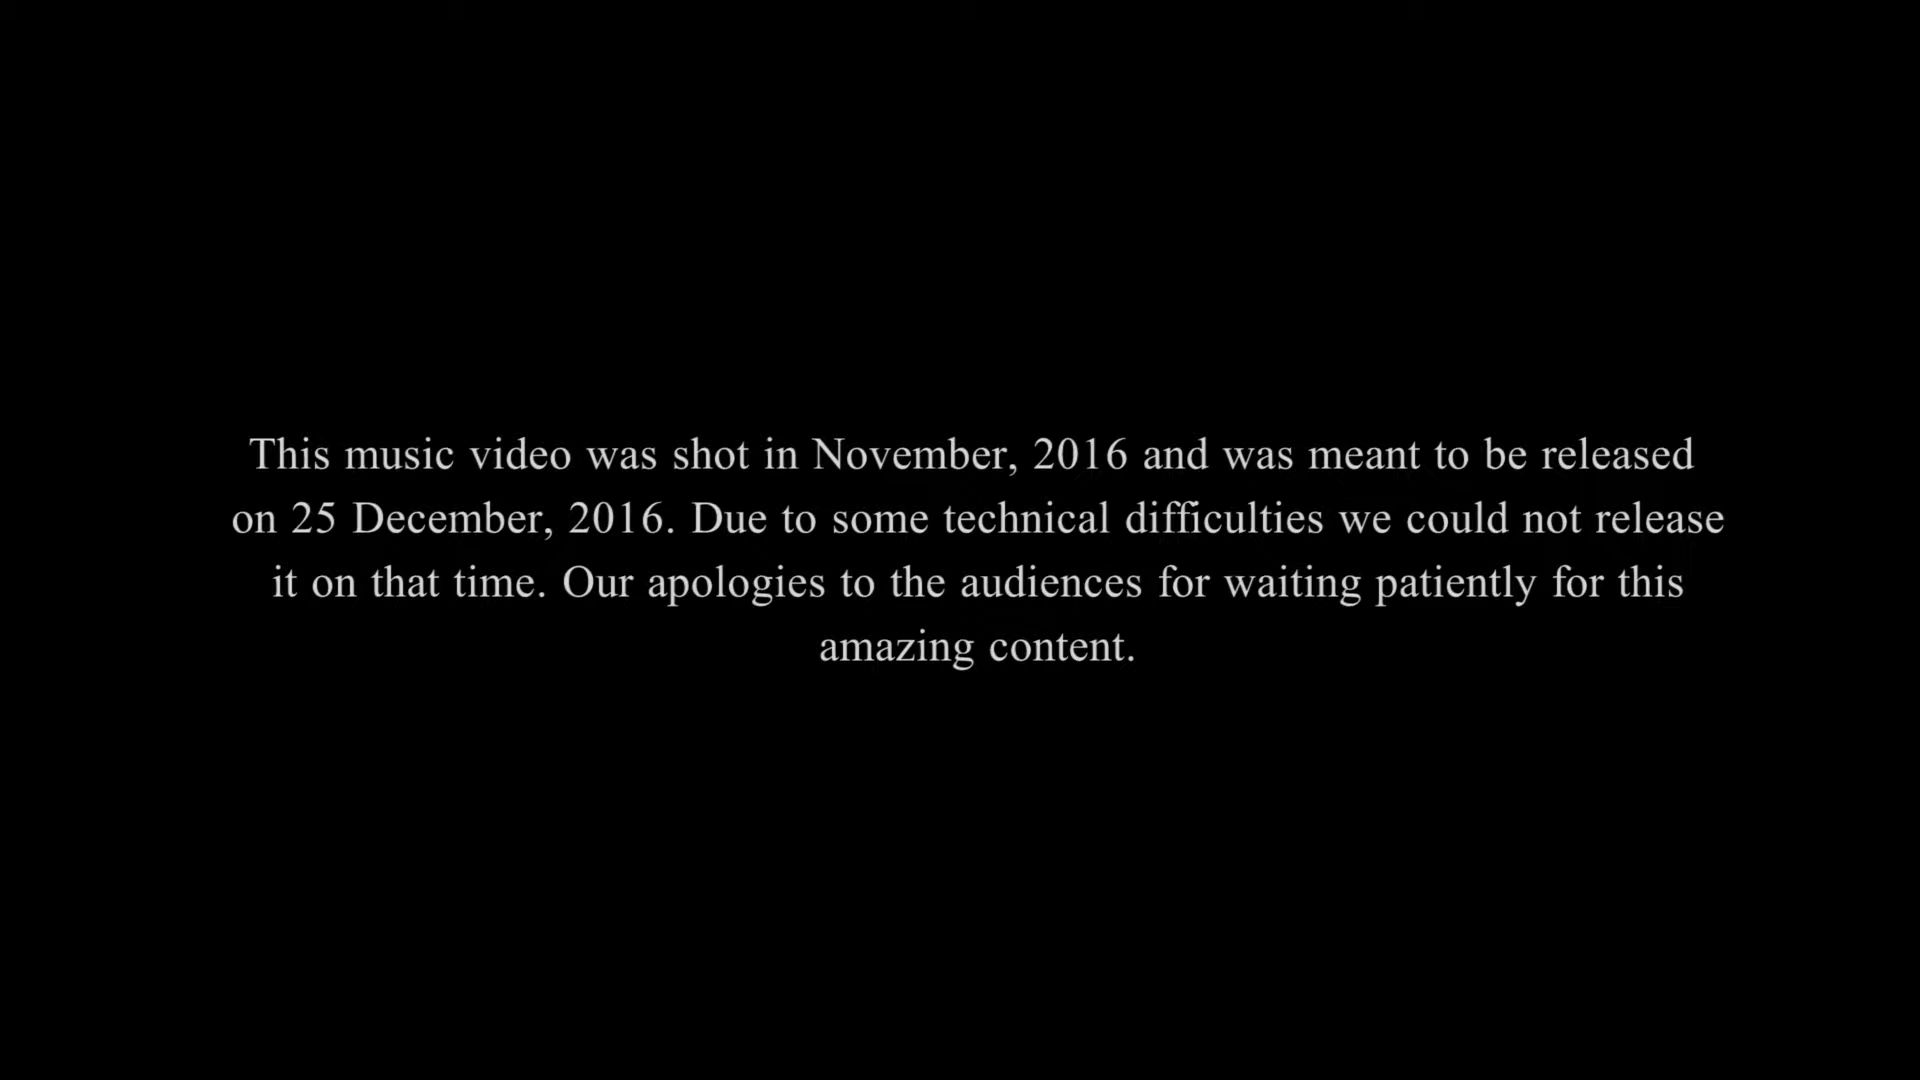 This music video was shot in November, 2016 and was meant to be released
on 25 December, 2016. Due to some technical difficulties we could not release
it on that time. Our apologies to the audiences for waiting patiently for this
amazing content.